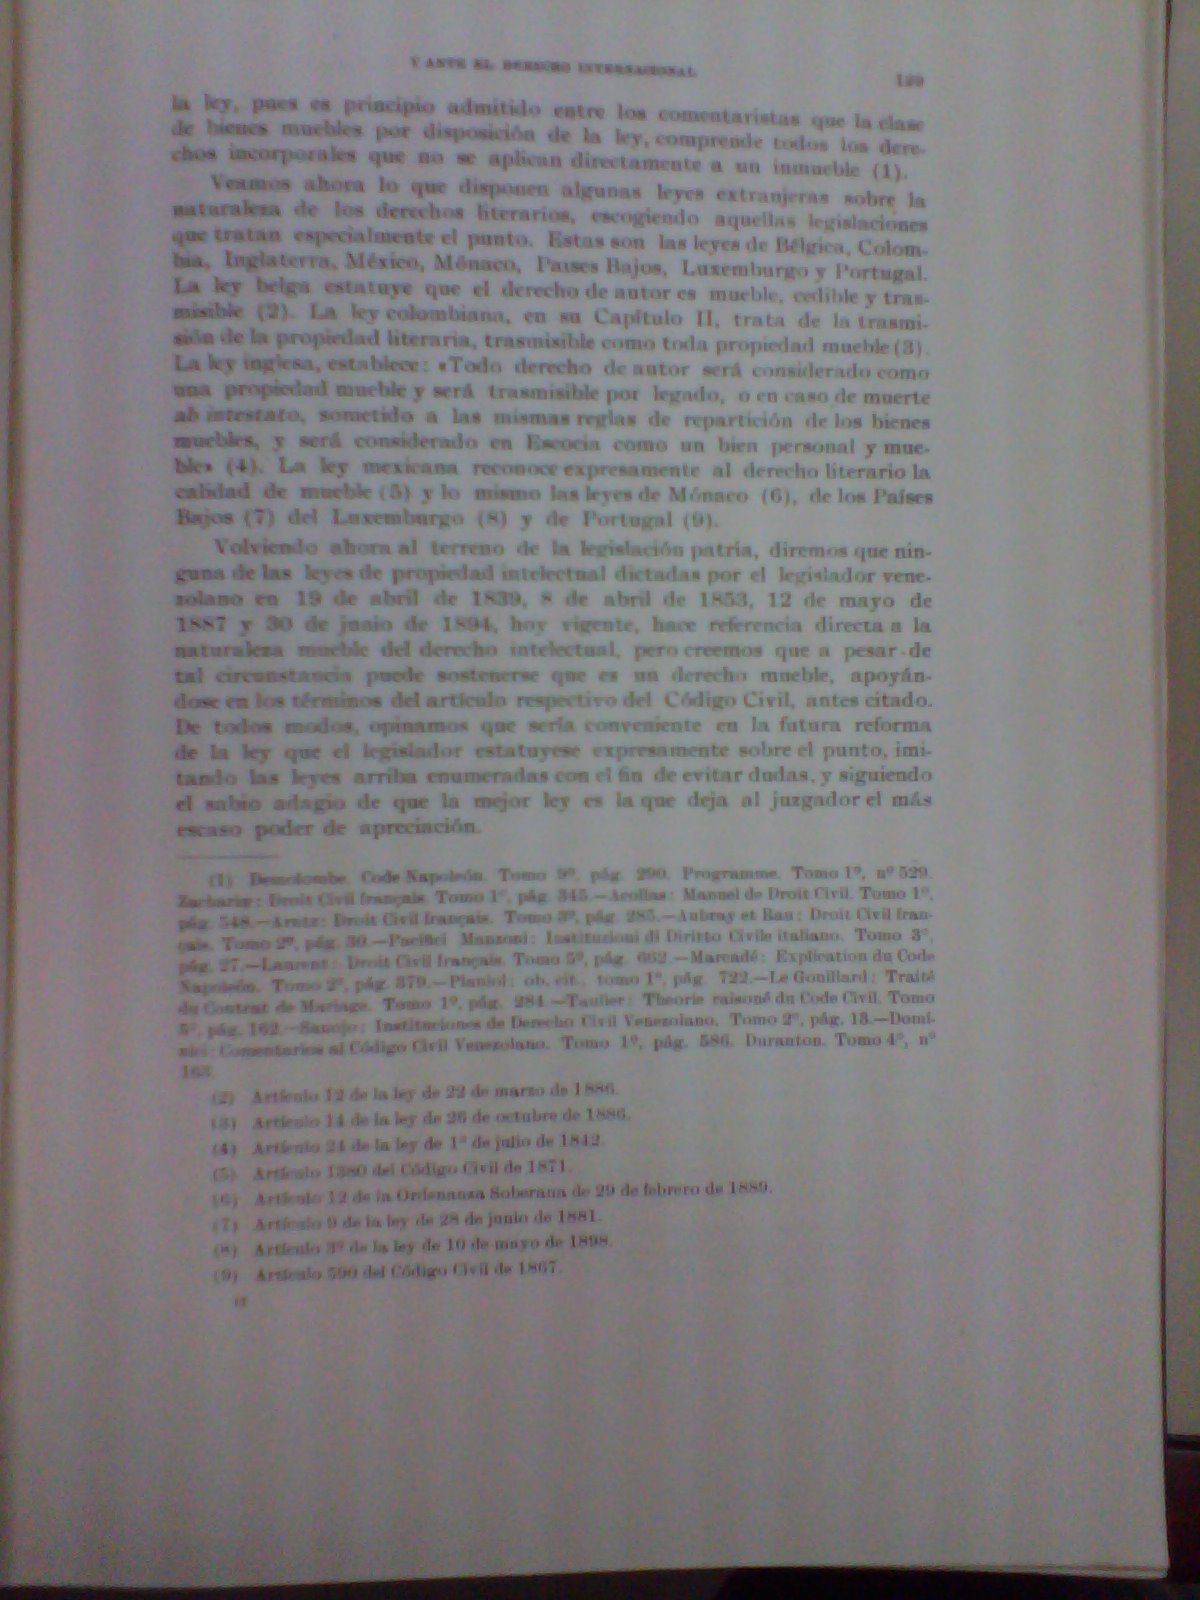 Y ANTE EL DERECHO INTERNACIONAL 129
la ley, pues es principio admitido entre los comentaristas que la clase
de bienes muebles por disposición de la ley, comprende todos los dere-
chos incorporales que no se aplican directamente a un inmueble (1).
Veamos ahora lo que disponen algunas leyes extranjeras sobre la
naturaleza de los derechos literarios, escogiendo aquellas legislaciones
que tratan especialmente el punto. Estas son las leyes de Bélgica, Colom-
bia, Inglaterra, México, Mónaco, Países Bajos, Luxemburgo y Portugal.
La ley belga estatuye que el derecho de autor es mueble, cedible y tras-
misible (2). La ley colombiana, en su Capítulo II, trata de la trasmi-
sión de la propiedad literaria, trasmisible como toda propiedad mueble (3).
La ley inglesa, establece: «Todo derecho de autor será considerado como
una propiedad mueble y será trasmisible por legado, o en caso de muerte
ab intestato, sometido a las mismas reglas de repartición de los bienes
muebles, y será considerado en Escocia como un bien personal y mue-
ble» (4). La ley mexicana reconoce expresamente al derecho literario la
calidad de mueble (5) y lo mismo las leyes de Mónaco (6), de los Países
Bajos (7) del Luxemburgo (8) y de Portugal (9).
Volviendo ahora al terreno de la legislación patria, diremos que nin-
guna de las leyes de propiedad intelectual dictadas por el legislador vene-
zolano en 19 de abril de 1839, 8 de abril de 1853, 12 de mayo de
1887 y 30 de junio de 1894, hoy vigente, hace referencia directa a la
naturaleza mueble del derecho intelectual, pero creemos que a pesar de
tal circunstancia puede sostenerse que es un derecho mueble, apoyán-
dose en los términos del artículo respectivo del Código Civil, antes citado.
De todos modos, opinamos que sería conveniente en la futura reforma
de la ley que el legislador estatuyese expresamente sobre el punto, imi-
tando las leyes arriba enumeradas con el fin de evitar dudas, y siguiendo
el sabio adagio de que la mejor ley es la que deja al juzgador el más
escaso poder de apreciación.
(1) Demolombe. Code Napoleón. Tomo 9º, pág. 290. Programme. Tomo 1º, nº 529.
Zachariæ: Droit Civil français. Tomo 1º, pág. 345.—Acollas: Manuel de Droit Civil. Tomo 1º,
pág. 548.—Arntz: Droit Civil français. Tomo 3º, pág. 285.—Aubray et Rau: Droit Civil fran-
çais. Tomo 2º, pág. 30.—Pacifici Manzoni: Instituzioni di Diritto Civile italiano. Tomo 3º,
pág. 27.—Laurent: Droit Civil français. Tomo 5º, pág. 662.—Marcadé: Explication du Code
Napoleón. Tomo 2º, pág. 379.—Planiol: ob. cit., tomo 1º, pág. 722.—Le Gouillard: Traité
du Contrat de Mariage. Tomo 1º, pág. 284.—Taulier: Theorie raisoné du Code Civil. Tomo
5º, pág. 162.—Sanojo: Instituciones de Derecho Civil Venezolano. Tomo 2º, pág. 13.—Domí-
nici: Comentarios al Código Civil Venezolano. Tomo 1º, pág. 586. Duranton. Tomo 4º, nº
163.
(2) Artículo 12 de la ley de 22 de marzo de 1886.
(3) Artículo 14 de la ley de 26 de octubre de 1886.
(4) Artículo 24 de la ley de 1º de julio de 1842.
(5) Artículo 1380 del Código Civil de 1871.
(6) Artículo 12 de la Ordenanza Soberana de 29 de febrero de 1889.
(7) Artículo 9 de la ley de 28 de junio de 1881.
(8) Artículo 3º de la ley de 10 de mayo de 1898.
(9) Artículo 590 del Código Civil de 1867.